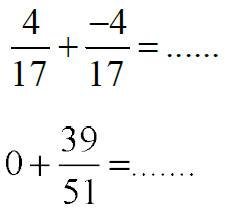 4/17 + -4/17 = ......
0 + 39/51 = .......